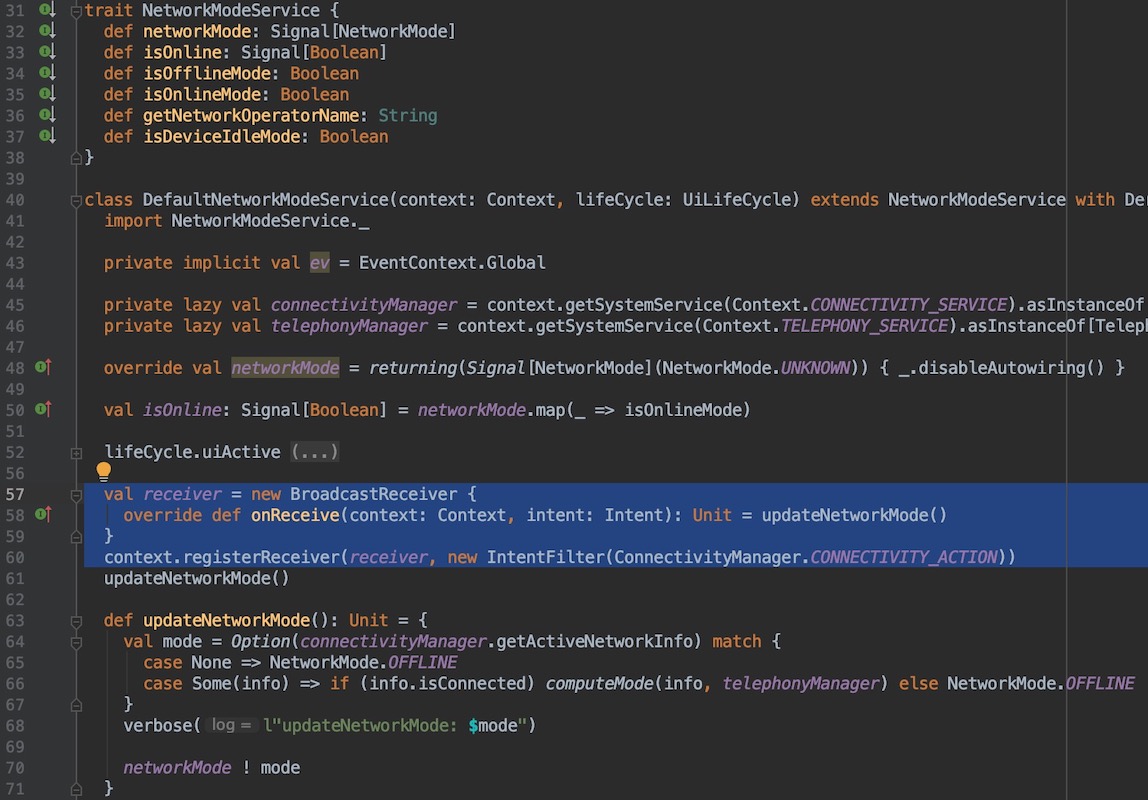 31 trait NetworkModeService {
32 def networkMode: Signal[NetworkMode]
33 def isOnline: Signal[Boolean]
34 def isOfflineMode: Boolean
35 def isOnlineMode: Boolean
36 def getNetworkOperatorName: String
37 def isDeviceIdleMode: Boolean
38 }
39
40 class DefaultNetworkModeService(context: Context, lifeCycle: UiLifeCycle) extends NetworkModeService with Der
41 import NetworkModeService._
42
43 private implicit val ev = EventContext.Global
44
45 private lazy val connectivityManager = context.getSystemService(Context.CONNECTIVITY_SERVICE).asInstanceOf
46 private lazy val telephonyManager = context.getSystemService(Context.TELEPHONY_SERVICE).asInstanceOf[Teleph
47
48 override val networkMode = returning(Signal[NetworkMode](NetworkMode.UNKNOWN)) { _.disableAutowiring() }
49
50 val isOnline: Signal[Boolean] = networkMode.map(_ => isOnlineMode)
51
52 lifeCycle.uiActive (...)
56
57 val receiver = new BroadcastReceiver {
58 override def onReceive(context: Context, intent: Intent): Unit = updateNetworkMode()
59 }
60 context.registerReceiver(receiver, new IntentFilter(ConnectivityManager.CONNECTIVITY_ACTION))
61 updateNetworkMode()
62
63 def updateNetworkMode(): Unit = {
64 val mode = Option(connectivityManager.getActiveNetworkInfo) match {
65 case None => NetworkMode.OFFLINE
66 case Some(info) => if (info.isConnected) computeMode(info, telephonyManager) else NetworkMode.OFFLINE
67 }
68 verbose( log = l"updateNetworkMode: $mode")
69
70 networkMode ! mode
71 }